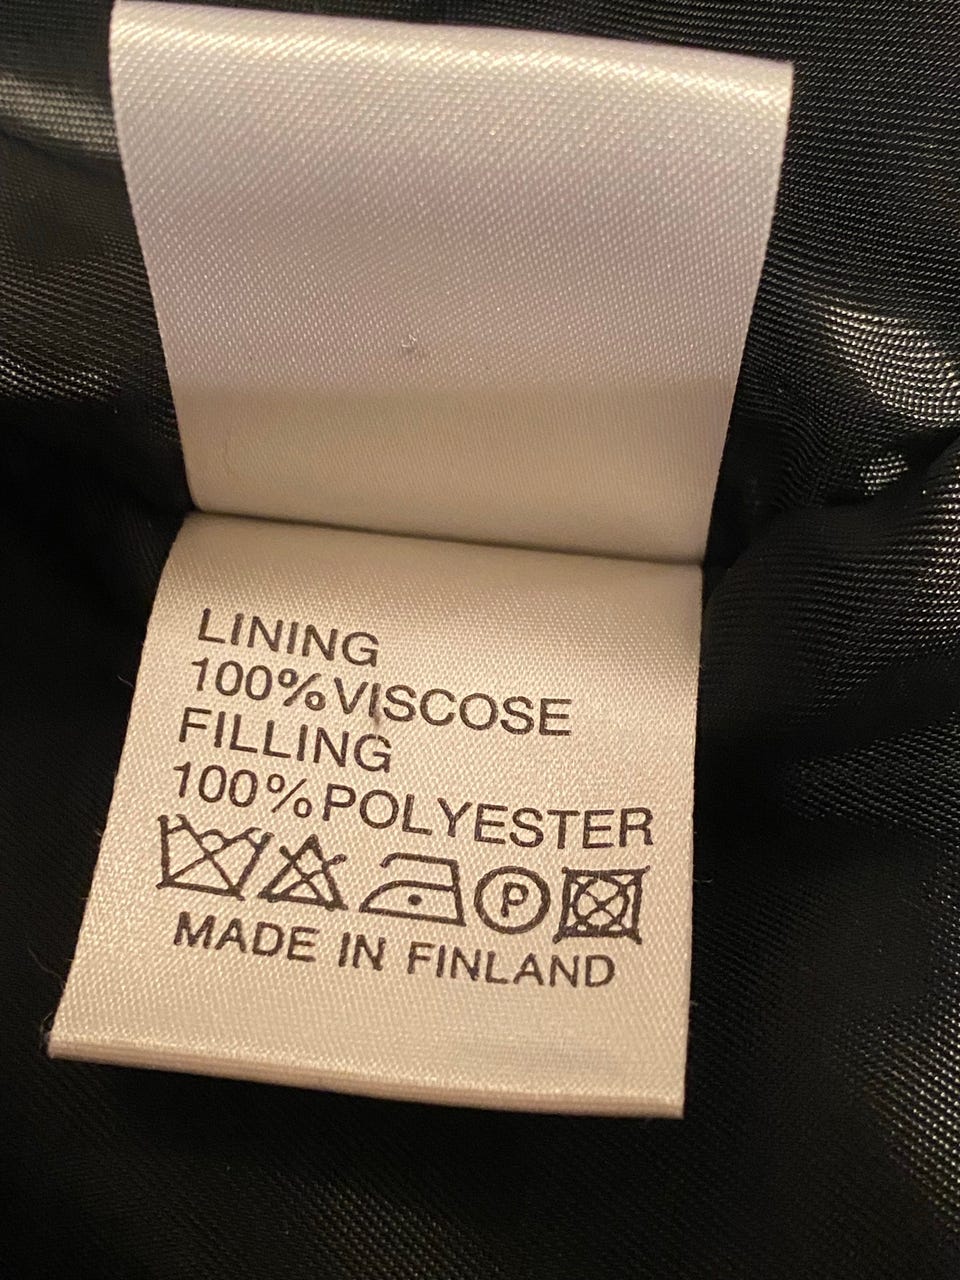 LINING
100%VISCOSE
FILLING
100%POLYESTER
P
MADE IN FINLAND